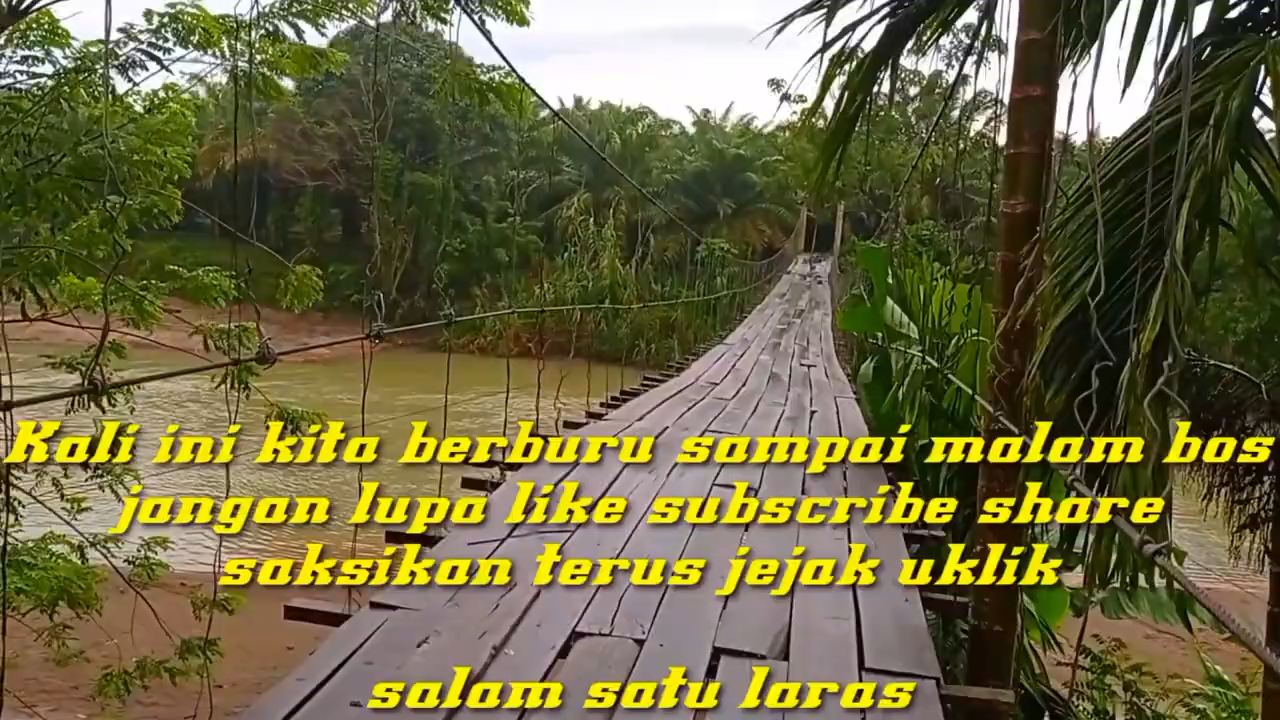 Kali ini kita berburu sampai malam bos
jangan lupa like subscribe share
saksikan terus jejak uklik
salam satu laras